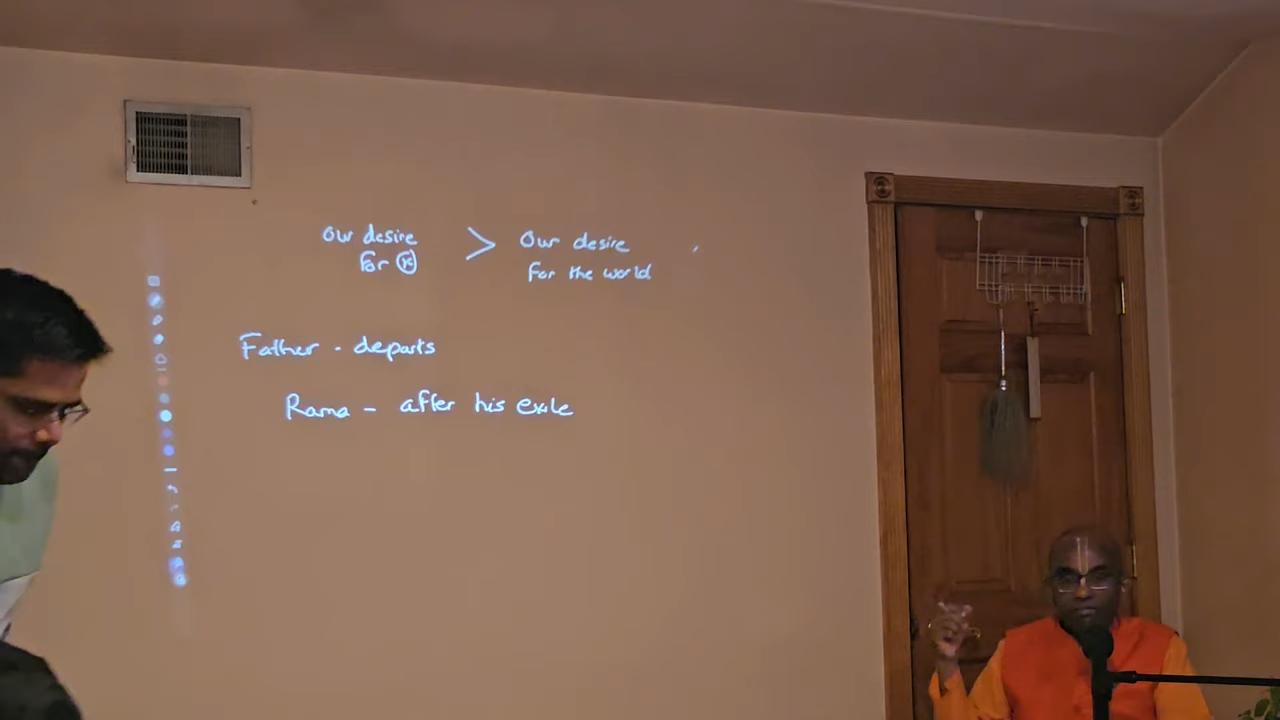 Our desire > Our desire
for Ⓚ for the world
Father - departs
Rama - after his exile